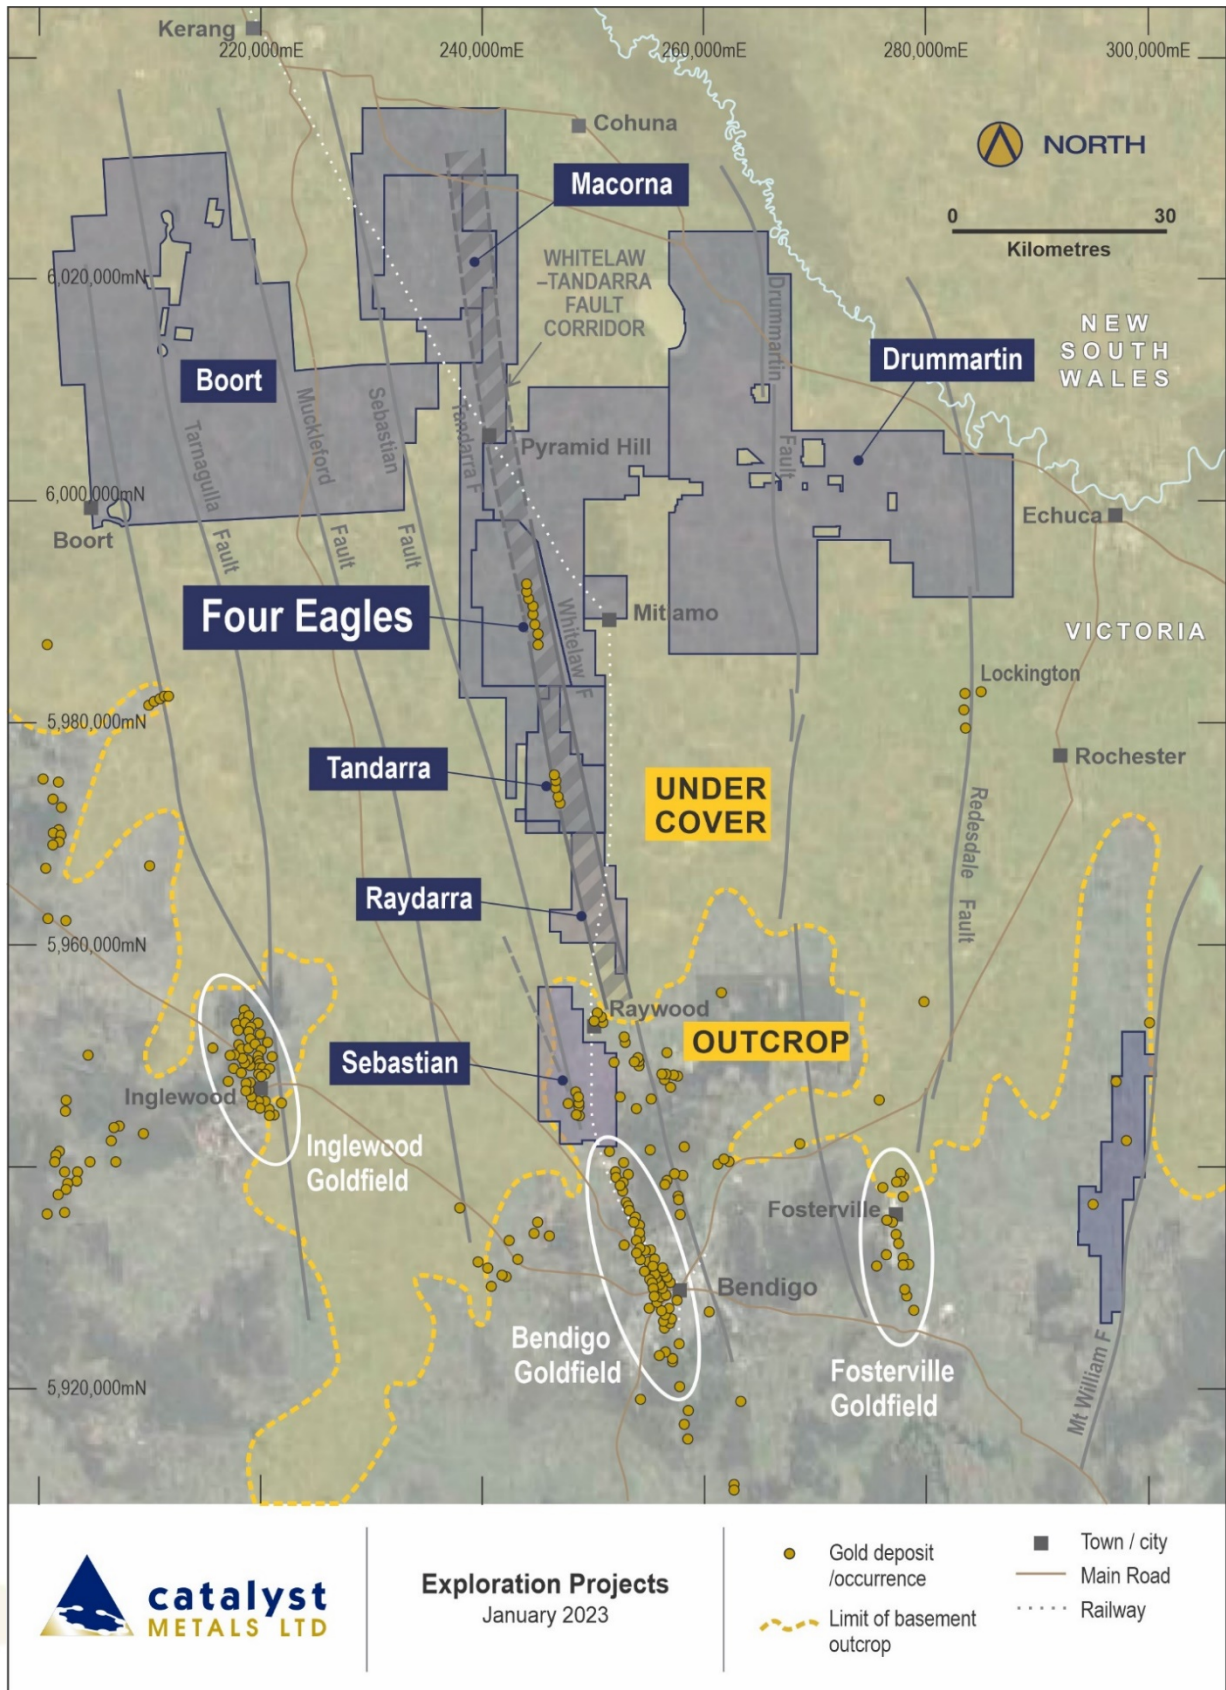 Kerang
220,000mE
240,000mE
260,000mE
280,000mE
300,000mE
Cohuna
NORTH
Macorna
0
30
Kilometres
WHITELAW
–TANDARRA
FAULT
CORRIDOR
6,020,000mN
Drummartin
Fault
NEW
SOUTH
WALES
Drummartin
Boort
Tarnagulla
Fault
Muckleford
Fault
Sebastian
Fault
Tandarra F
Pyramid Hill
6,000,000mN
Boort
Echuca
Four Eagles
Whitelaw F
Mitiamo
VICTORIA
Lockington
5,980,000mN
Tandarra
UNDER
COVER
Rochester
Redesdale
Fault
Raydarra
5,960,000mN
Raywood
OUTCROP
Sebastian
Inglewood
Inglewood
Goldfield
Fosterville
Bendigo
Bendigo
Goldfield
Fosterville
Goldfield
Mt William F
5,920,000mN
catalyst
METALS LTD
Exploration Projects
January 2023
Gold deposit
/occurrence
Limit of basement
outcrop
Town / city
Main Road
Railway